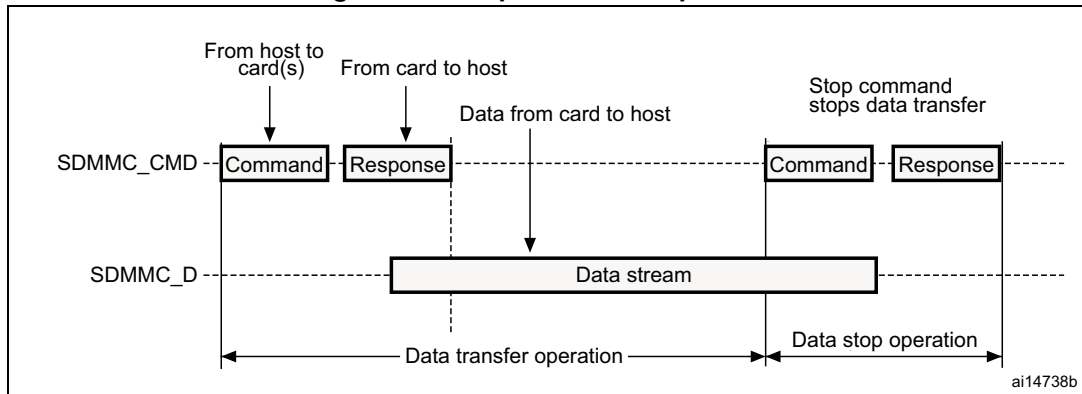 From host to
card(s)
From card to host
Data from card to host
Stop command
stops data transfer
SDMMC_CMD
Command
Response
Command
Response
SDMMC_D
Data stream
Data transfer operation
Data stop operation
ai14738b